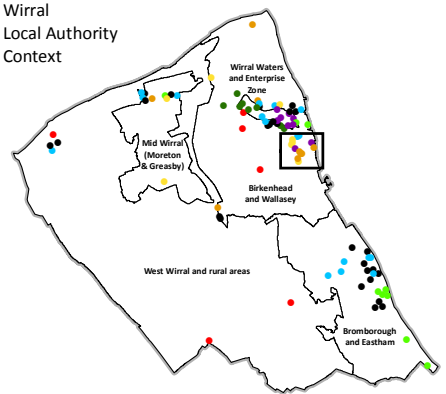 Wirral
Local Authority
Context
Wirral Waters
and Enterprise
Zone
Mid Wirral
(Moreton
& Greasby)
Birkenhead
and Wallasey
West Wirral and rural areas
Bromborough
and Eastham